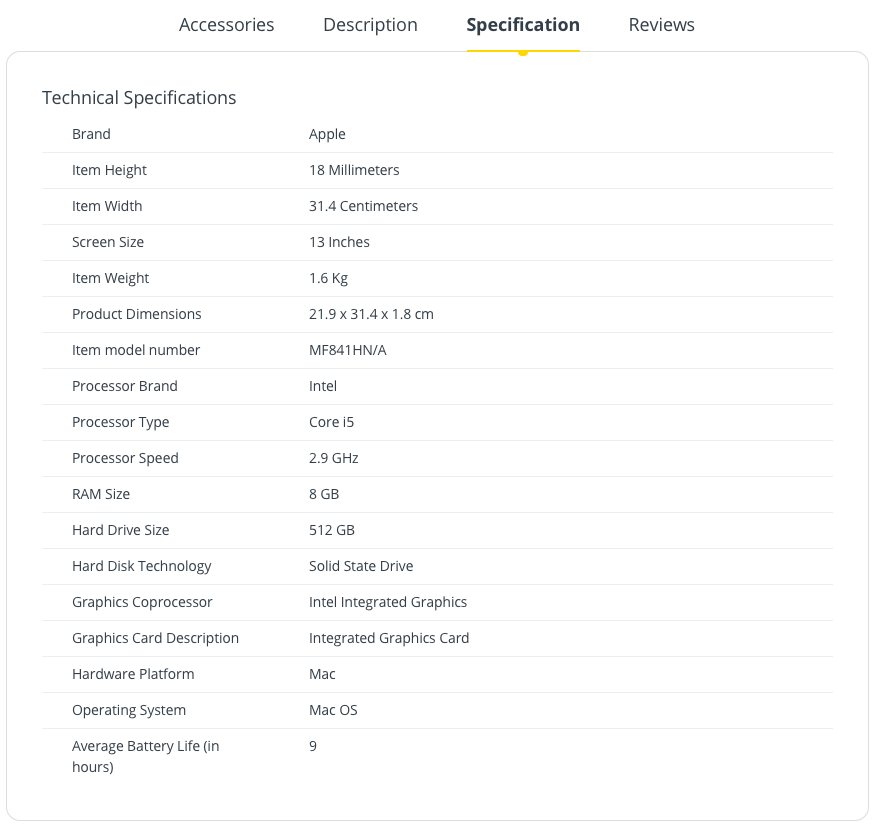 Accessories Description Specification Reviews
Technical Specifications
Brand Apple
Item Height 18 Millimeters
Item Width 31.4 Centimeters
Screen Size 13 Inches
Item Weight 1.6 Kg
Product Dimensions 21.9 x 31.4 x 1.8 cm
Item model number MF841HN/A
Processor Brand Intel
Processor Type Core i5
Processor Speed 2.9 GHz
RAM Size 8 GB
Hard Drive Size 512 GB
Hard Disk Technology Solid State Drive
Graphics Coprocessor Intel Integrated Graphics
Graphics Card Description Integrated Graphics Card
Hardware Platform Mac
Operating System Mac OS
Average Battery Life (in 9
hours)